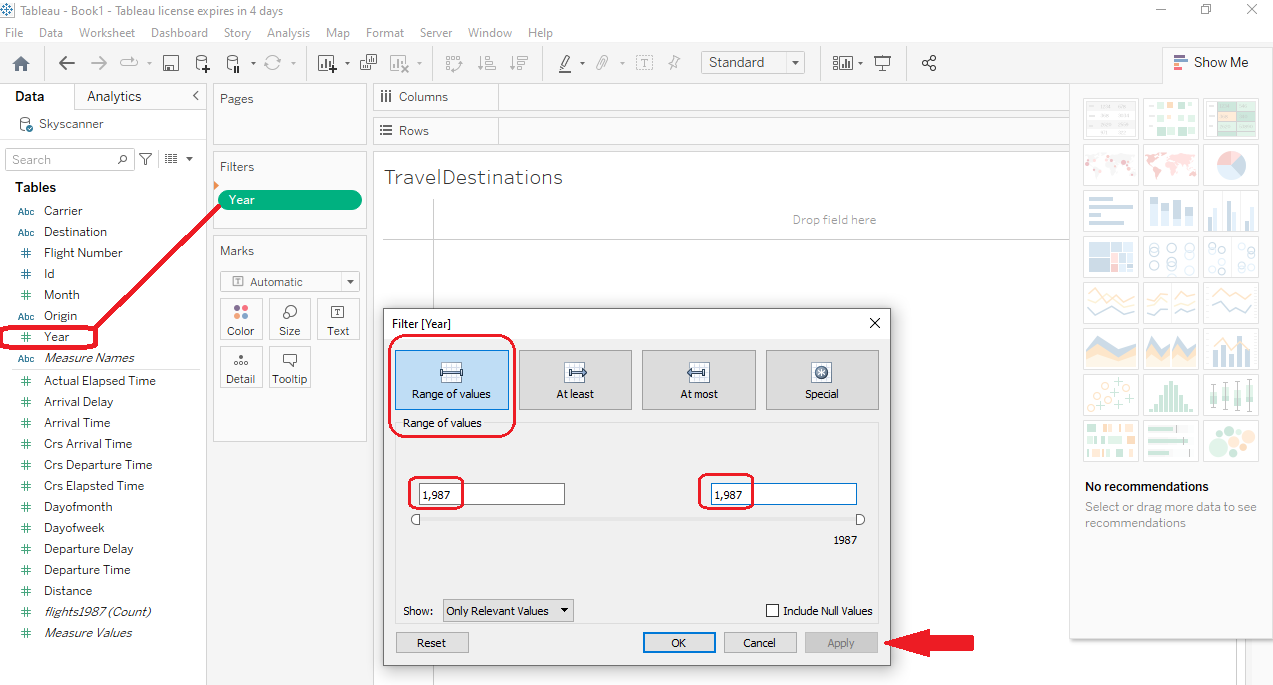 Tableau - Book1 - Tableau license expires in 4 days
File Data Worksheet Dashboard Story Analysis Map Format Server Window Help
Standard
Show Me
Data Analytics
Skyscanner
Search
Tables
Abc Carrier
Abc Destination
# Flight Number
# Id
# Month
Abc Origin
# Year
Abc Measure Names
# Actual Elapsed Time
# Arrival Delay
# Arrival Time
# Crs Arrival Time
# Crs Departure Time
# Crs Elapsted Time
# Dayofmonth
# Dayofweek
# Departure Delay
# Departure Time
# Distance
# flights1987 (Count)
# Measure Values
Pages
Filters
Year
Marks
Automatic
Color Size Text
Detail Tooltip
Columns
Rows
TravelDestinations
Drop field here
Filter [Year]
Range of values At least At most Special
Range of values
1,987 1,987
1987
Show: Only Relevant Values Include Null Values
Reset OK Cancel Apply
No recommendations
Select or drag more data to see
recommendations